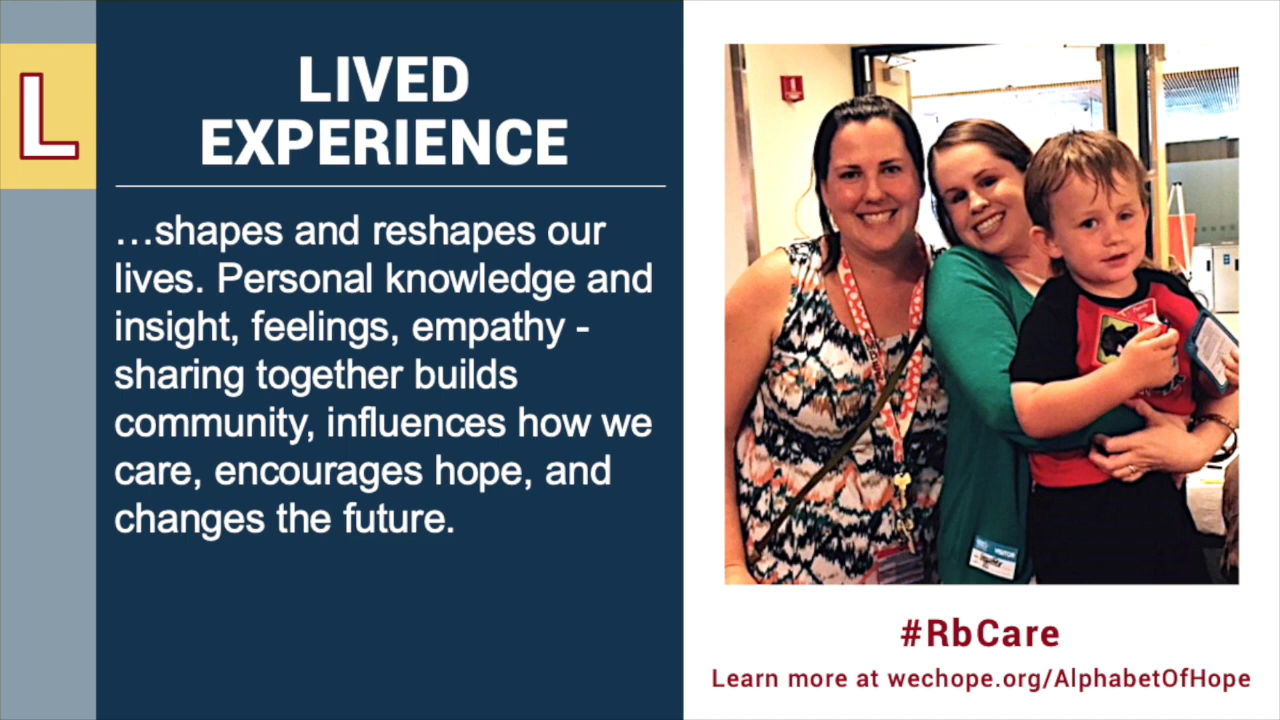 L
LIVED
EXPERIENCE
…shapes and reshapes our
lives. Personal knowledge and
insight, feelings, empathy -
sharing together builds
community, influences how we
care, encourages hope, and
changes the future.
VISITOR
#RbCare
Learn more at wechope.org/AlphabetOfHope